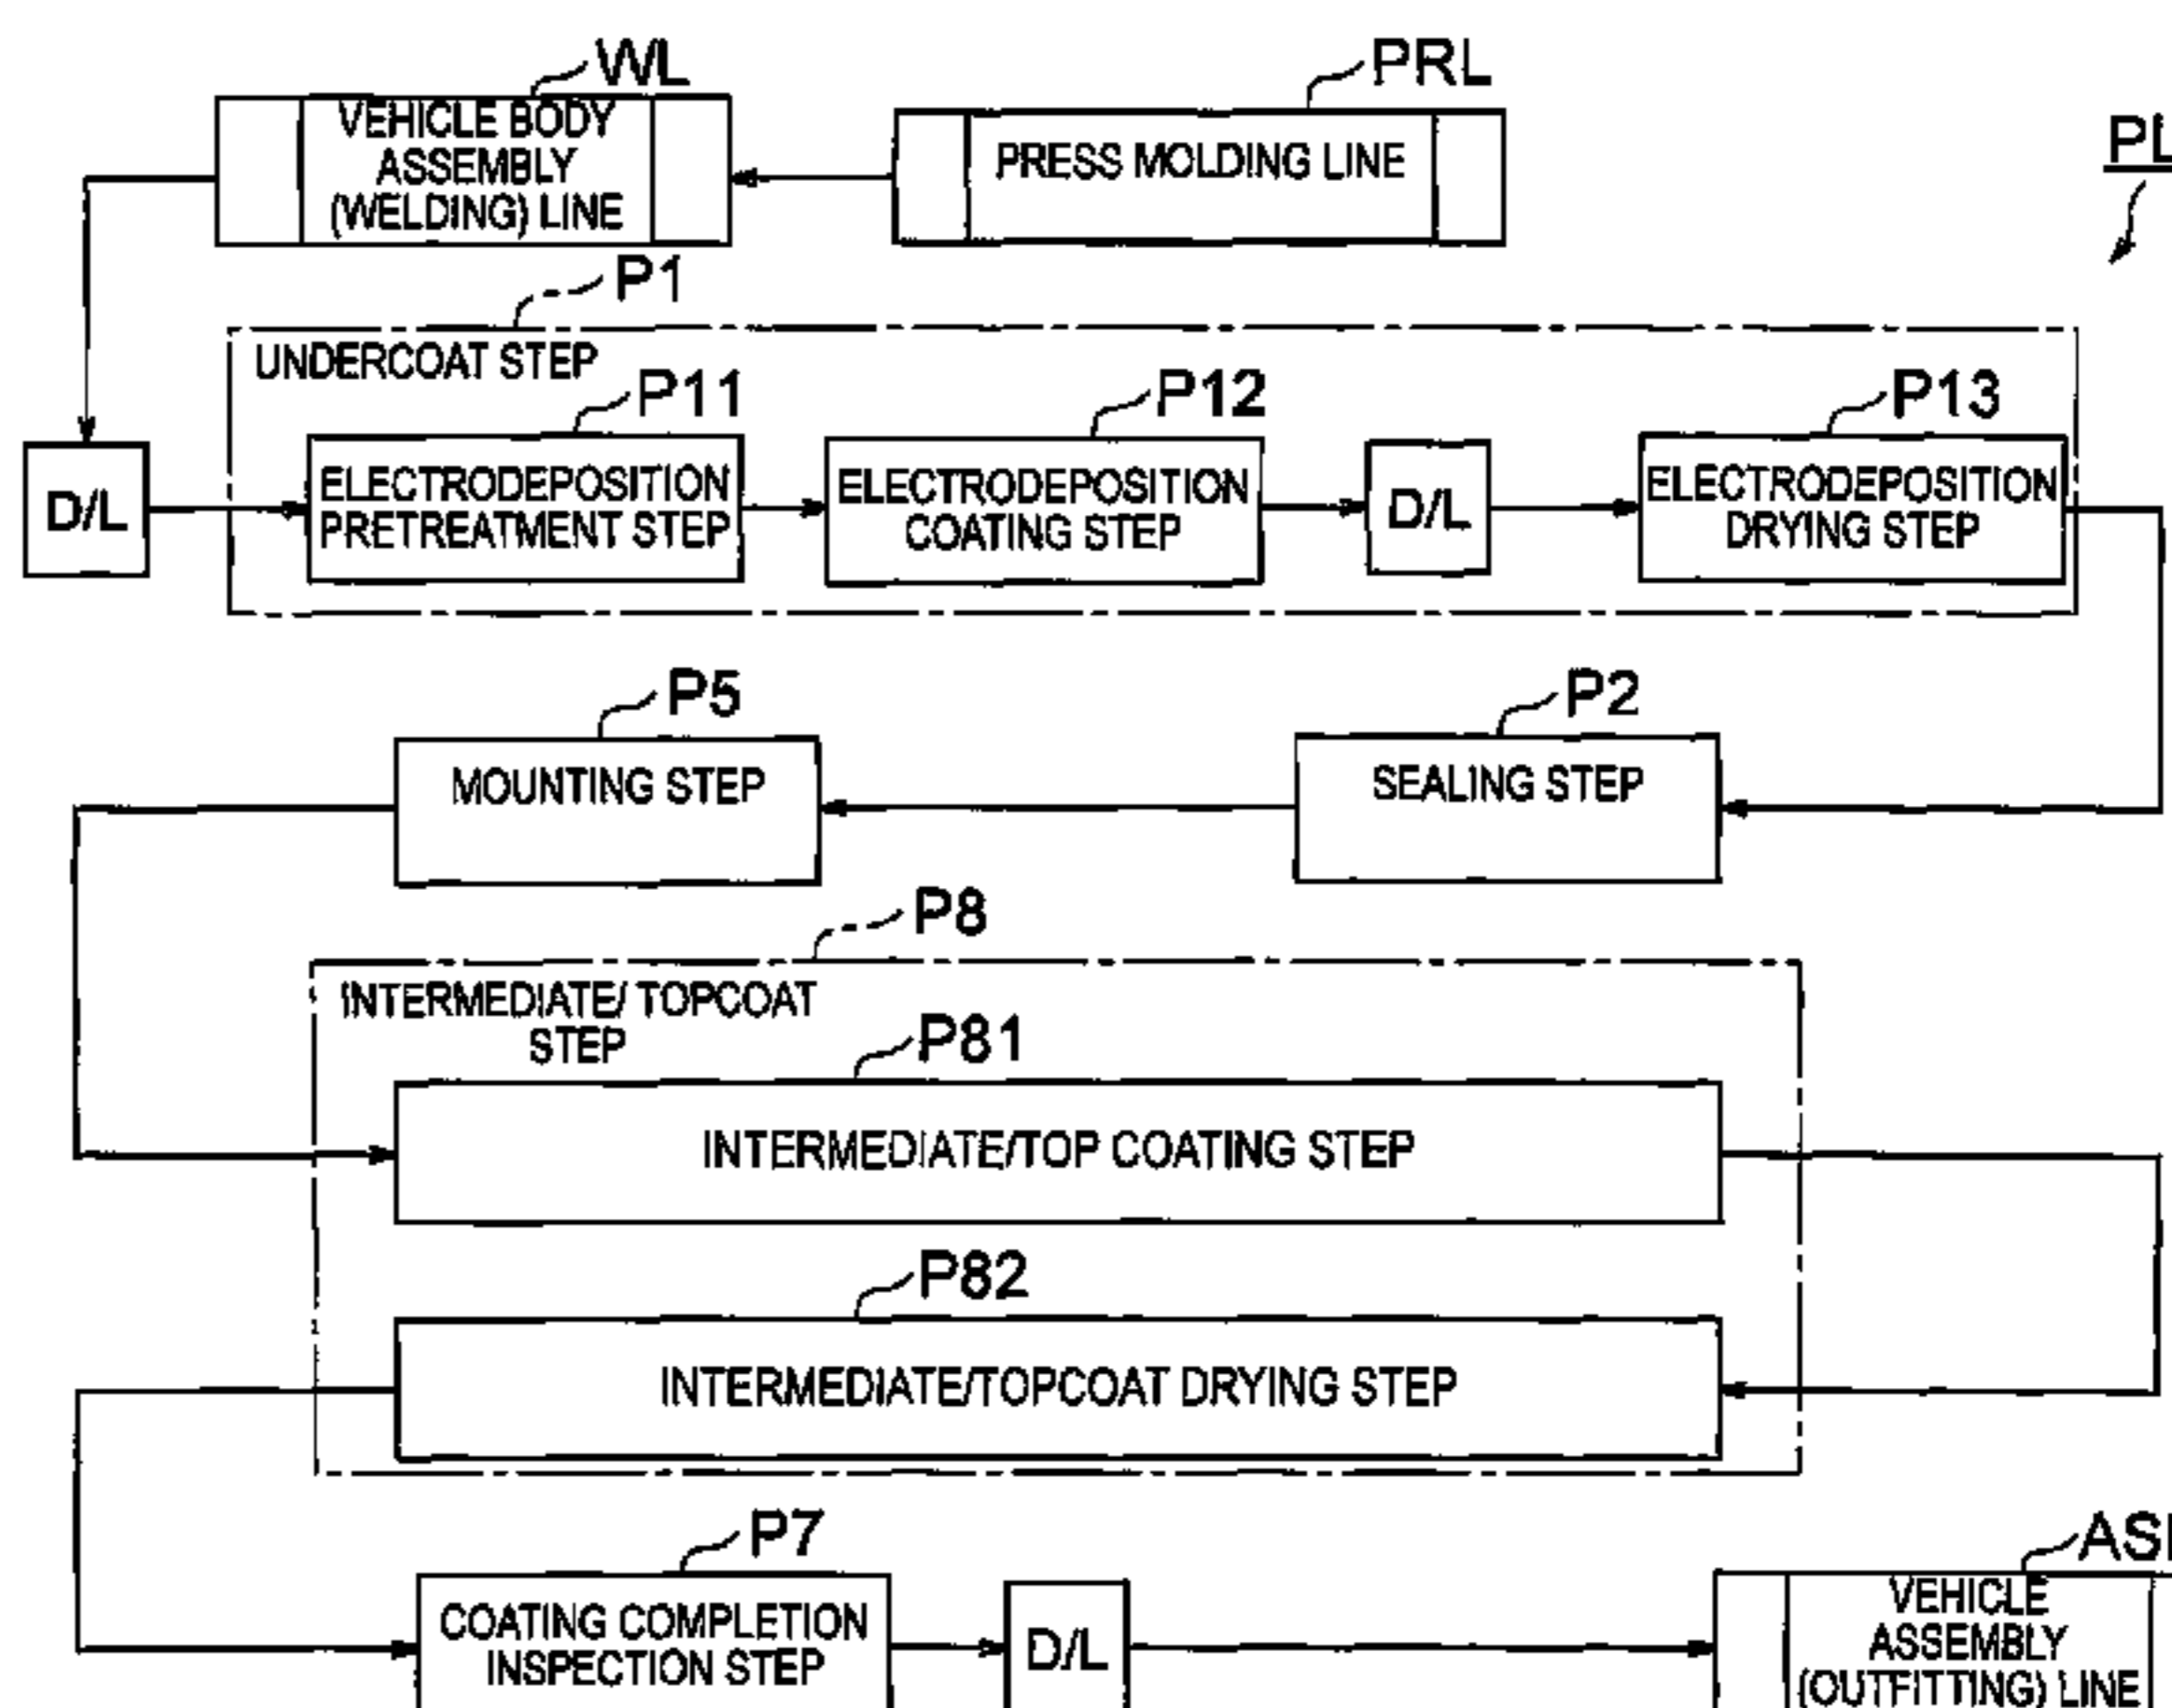 WL
PRL
VEHICLE BODY
ASSEMBLY
(WELDING) LINE
PRESS MOLDING LINE
PL
P1
UNDERCOAT STEP
P11
P12
P13
D/L
ELECTRODEPOSITION
PRETREATMENT STEP
ELECTRODEPOSITION
COATING STEP
D/L
ELECTRODEPOSITION
DRYING STEP
P5
P2
MOUNTING STEP
SEALING STEP
P8
INTERMEDIATE/ TOPCOAT
STEP
P81
INTERMEDIATE/TOP COATING STEP
P82
INTERMEDIATE/TOPCOAT DRYING STEP
P7
COATING COMPLETION
INSPECTION STEP
D/L
VEHICLE
ASSEMBLY
(OUTFITTING) LINE